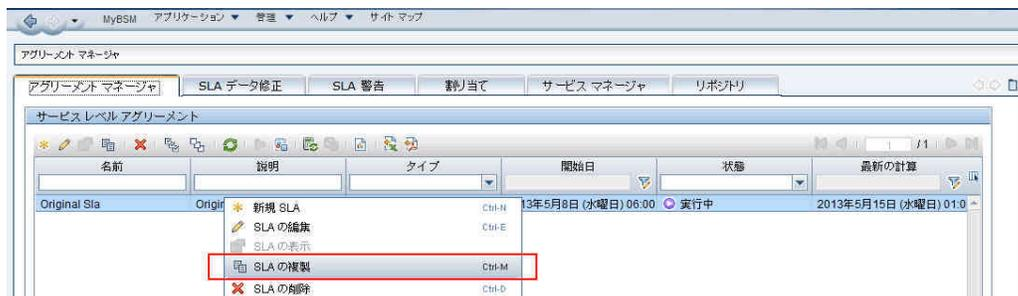 MyBSM アプリケーション ▼ 管理 ▼ ヘルプ ▼ サイト マップ
アグリーメント マネージャ
アグリーメント マネージャ SLA データ修正 SLA 警告 割り当て サービス マネージャ リポジトリ
サービス レベル アグリーメント
1 /1
名前 説明 タイプ 開始日 状態 最新の計算
Original Sla Origin 13年5月8日 (水曜日) 06:00 実行中 2013年5月15日 (水曜日) 01:0
新規 SLA Ctrl-N
SLA の編集 Ctrl-E
SLA の表示
SLA の複製 Ctrl-M
SLA の削除 Ctrl-D